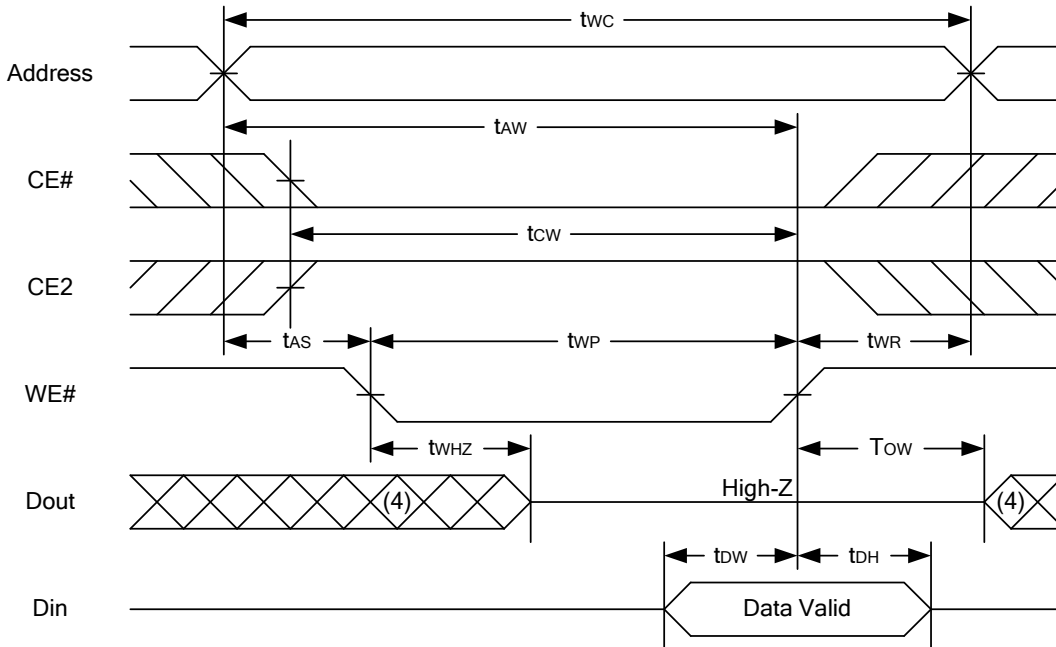 tWC
Address
tAW
CE#
tCW
CE2
tAS tWP tWR
WE#
tWHZ TOW
High-Z
Dout (4) (4)
tDW tDH
Din Data Valid